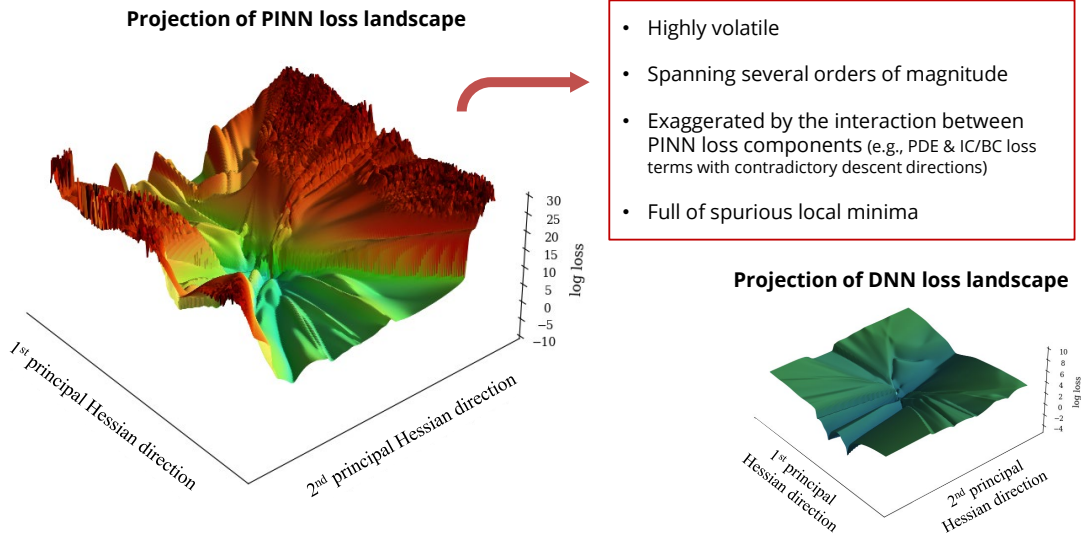 Projection of PINN loss landscape
• Highly volatile
• Spanning several orders of magnitude
• Exaggerated by the interaction between
PINN loss components (e.g., PDE & IC/BC loss
terms with contradictory descent directions)
• Full of spurious local minima
30
25
20
15
10
5
0
−5
−10
log loss
1st principal Hessian direction
2nd principal Hessian direction
Projection of DNN loss landscape
10
8
6
4
2
0
−2
−4
log loss
1st principal
Hessian direction
2nd principal
Hessian direction